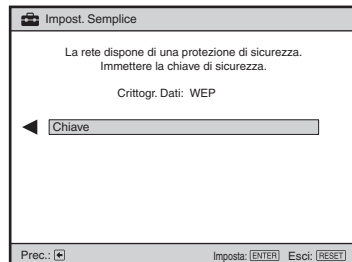 Impost. Semplice
La rete dispone di una protezione di sicurezza.
Immettere la chiave di sicurezza.
Crittogr. Dati: WEP
Chiave
Prec.: Imposta: ENTER Esci: RESET